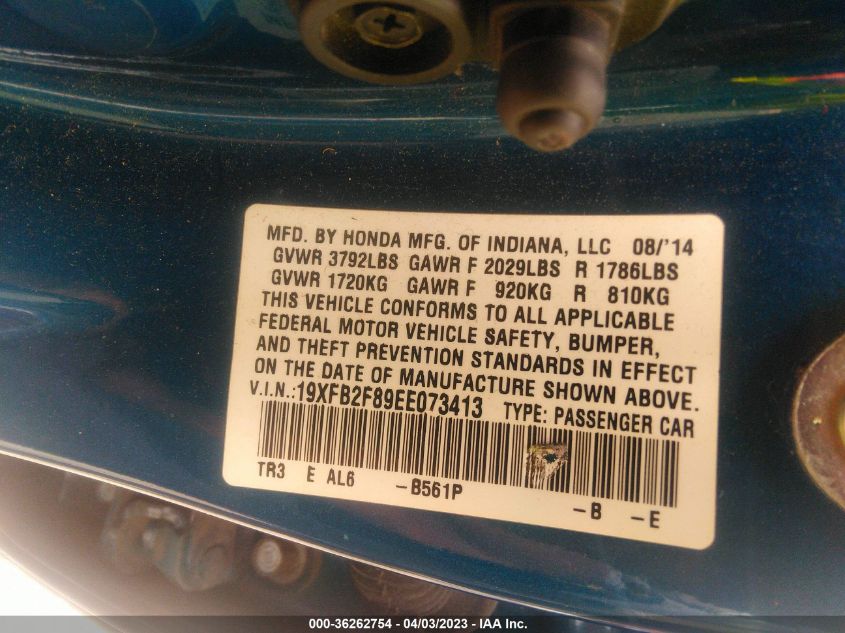 MFD. BY HONDA MFG. OF INDIANA, LLC 08/'14
GVWR 3792LBS GAWR F 2029LBS R 1786LBS
GVWR 1720KG GAWR F 920KG R 810KG
THIS VEHICLE CONFORMS TO ALL APPLICABLE
FEDERAL MOTOR VEHICLE SAFETY, BUMPER,
AND THEFT PREVENTION STANDARDS IN EFFECT
ON THE DATE OF MANUFACTURE SHOWN ABOVE.
V.I.N.:19XFB2F89EE073413 TYPE: PASSENGER CAR
TR3 E AL6 -B561P -B -E
000-36262754 - 04/03/2023 - IAA Inc.